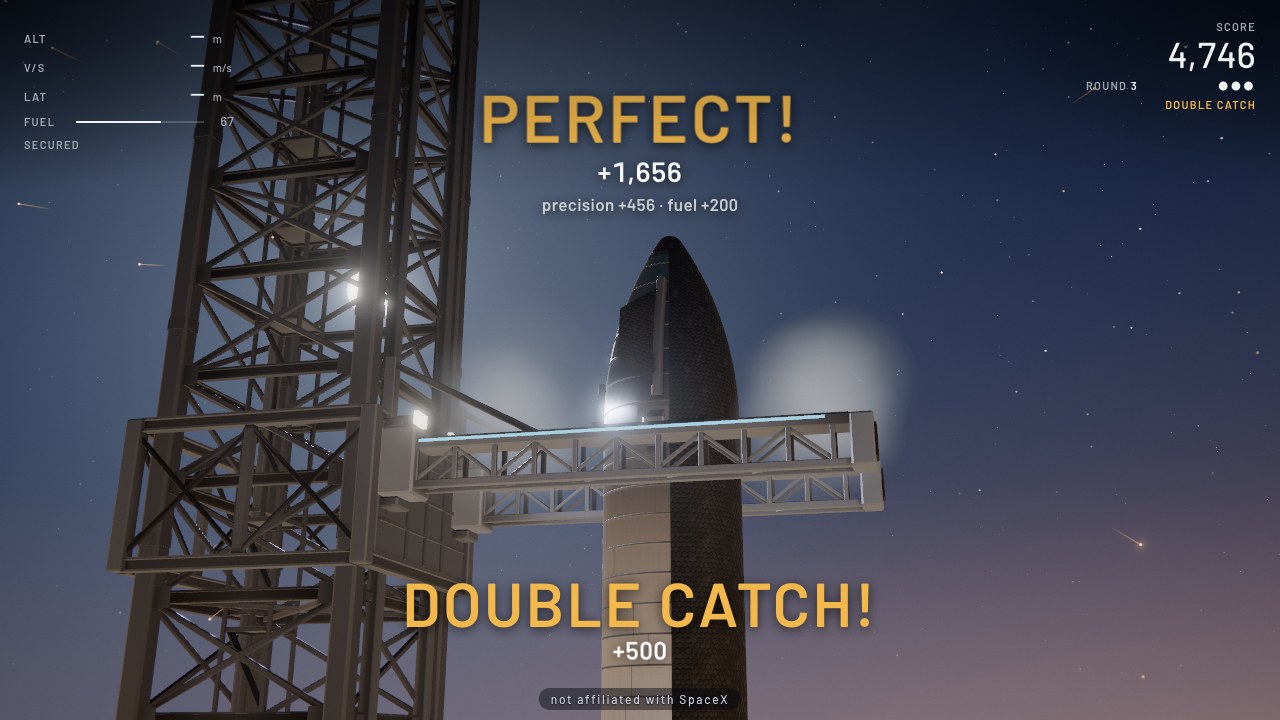 ALT m
V/S m/s
LAT m
FUEL 67
SECURED
SCORE
4,746
ROUND 3
DOUBLE CATCH
PERFECT!
+1,656
precision +456 · fuel +200
DOUBLE CATCH!
+500
not affiliated with SpaceX